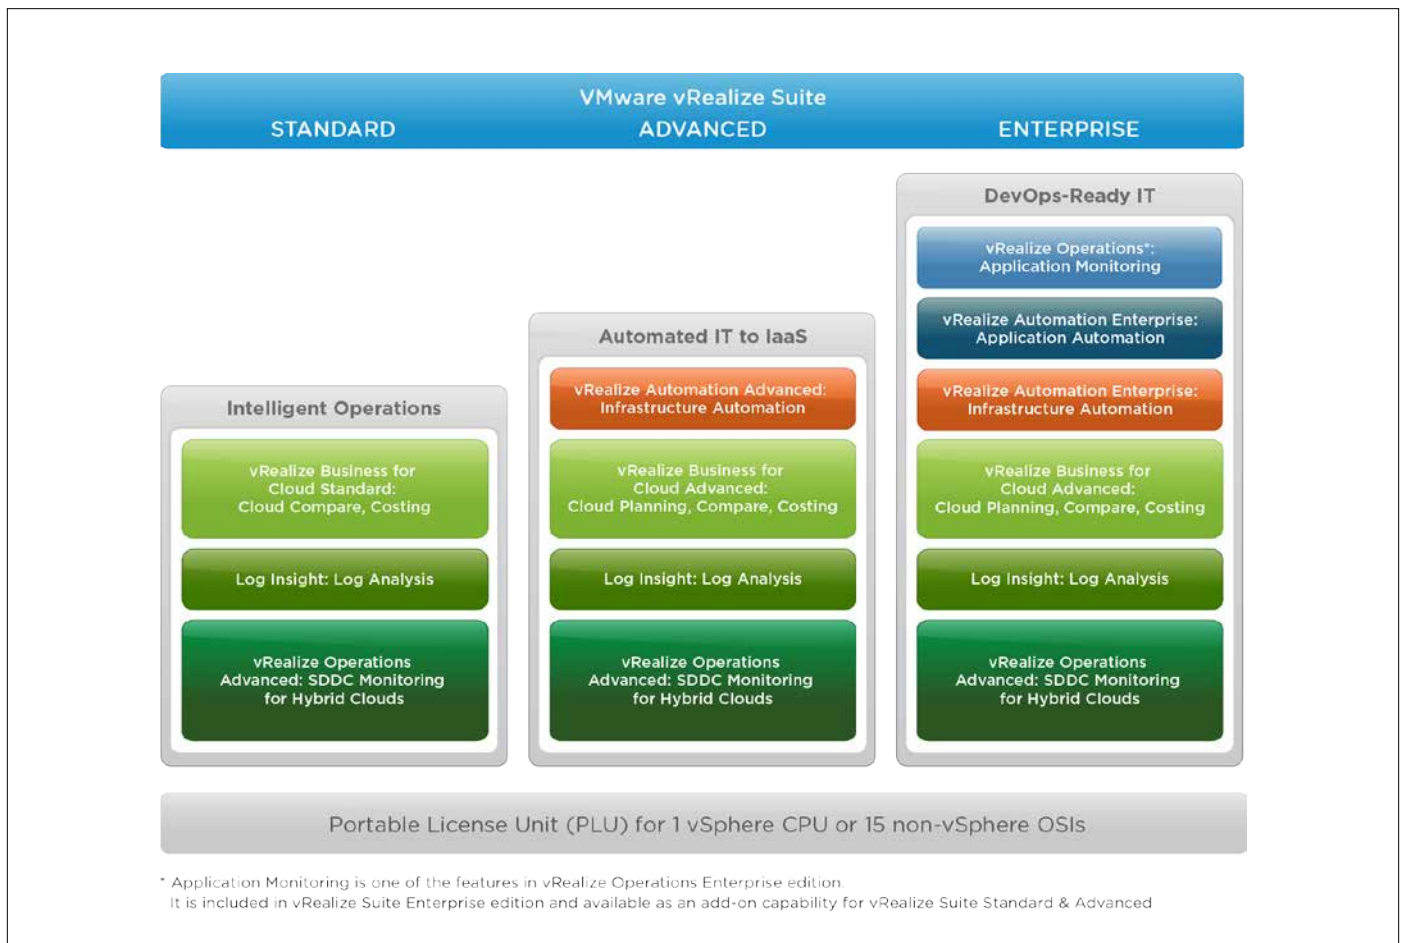 VMware vRealize Suite
STANDARD
ADVANCED
ENTERPRISE
Intelligent Operations
vRealize Business for
Cloud Standard:
Cloud Compare, Costing
Log Insight: Log Analysis
vRealize Operations
Advanced: SDDC Monitoring
for Hybrid Clouds
Automated IT to IaaS
vRealize Automation Advanced:
Infrastructure Automation
vRealize Business for
Cloud Advanced:
Cloud Planning, Compare, Costing
Log Insight: Log Analysis
vRealize Operations
Advanced: SDDC Monitoring
for Hybrid Clouds
DevOps-Ready IT
vRealize Operations*:
Application Monitoring
vRealize Automation Enterprise:
Application Automation
vRealize Automation Enterprise:
Infrastructure Automation
vRealize Business for
Cloud Advanced:
Cloud Planning, Compare, Costing
Log Insight: Log Analysis
vRealize Operations
Advanced: SDDC Monitoring
for Hybrid Clouds
Portable License Unit (PLU) for 1 vSphere CPU or 15 non-vSphere OSIs
* Application Monitoring is one of the features in vRealize Operations Enterprise edition.
It is included in vRealize Suite Enterprise edition and available as an add-on capability for vRealize Suite Standard & Advanced